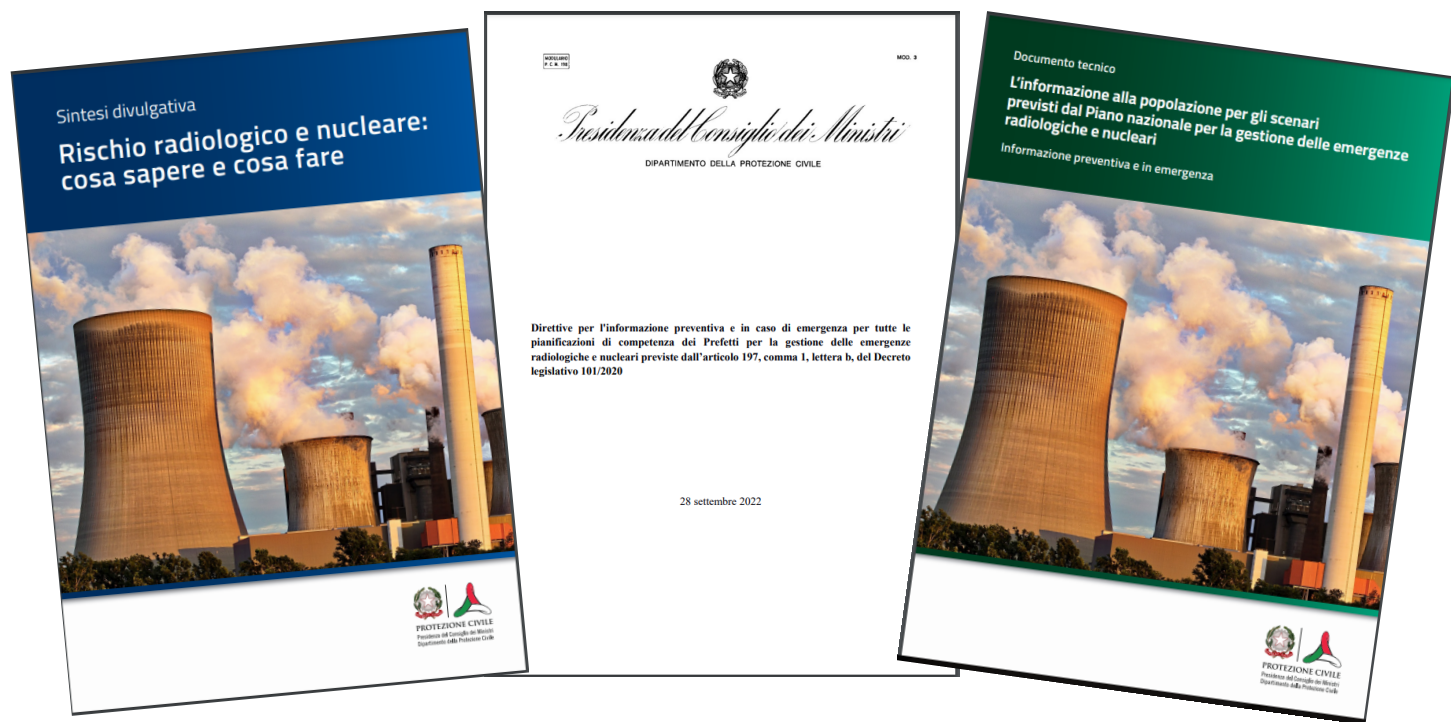 Sintesi divulgativa
Rischio radiologico e nucleare:
cosa sapere e cosa fare
PROTEZIONE CIVILE
Presidenza del Consiglio dei Ministri
Dipartimento della Protezione Civile
MODULARIO
P. C. M. 198
MOD. 3
Presidenza del Consiglio dei Ministri
DIPARTIMENTO DELLA PROTEZIONE CIVILE
Direttive per l'informazione preventiva e in caso di emergenza per tutte le
pianificazioni di competenza dei Prefetti per la gestione delle emergenze
radiologiche e nucleari previste dall'articolo 197, comma 1, lettera b, del Decreto
legislativo 101/2020
28 settembre 2022
Documento tecnico
L'informazione alla popolazione per gli scenari
previsti dal Piano nazionale per la gestione delle emergenze
radiologiche e nucleari
Informazione preventiva e in emergenza
PROTEZIONE CIVILE
Presidenza del Consiglio dei Ministri
Dipartimento della Protezione Civile